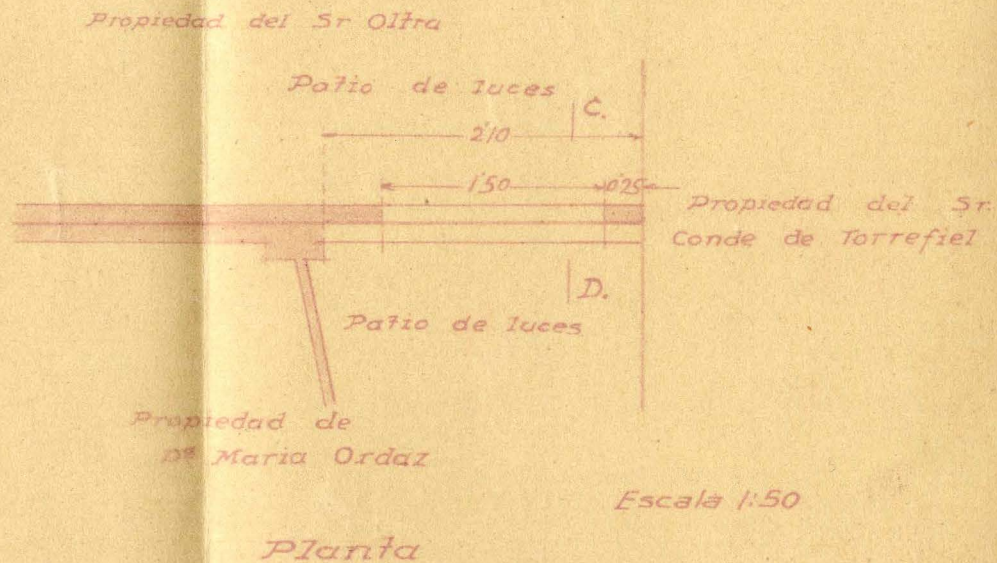 Propiedad del Sr Oltra
Patio de luces
C.
2'10
1'50
0'25
Propiedad del Sr.
Conde de Torrefiel
D.
Patio de luces
Propiedad de
Dª Maria Ordaz
Escala 1:50
Planta